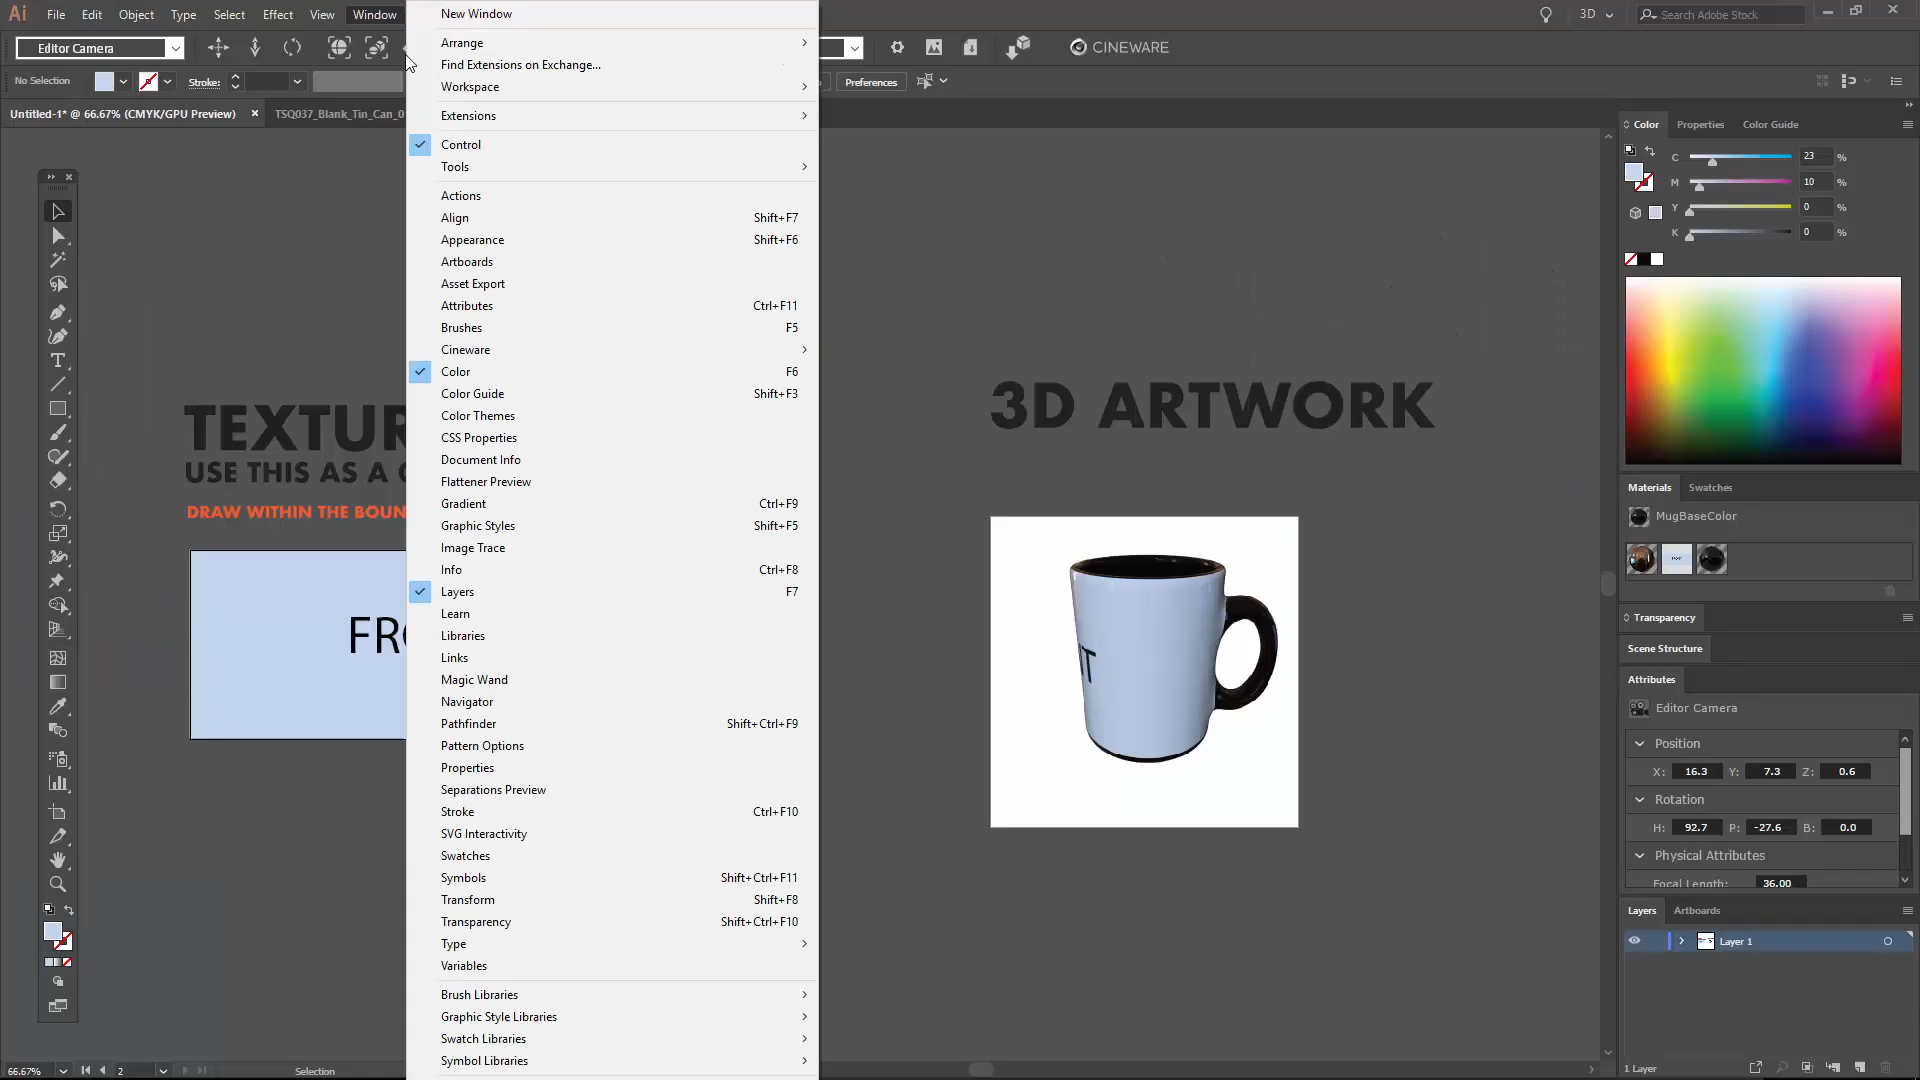 Ai File Edit Object Type Select Effect View Window
3D
Search Adobe Stock
Editor Camera
CINEWARE
No Selection
Stroke:
Preferences
Untitled-1* @ 66.67% (CMYK/GPU Preview)
TSQ037_Blank_Tin_Can_0
New Window
Arrange
Find Extensions on Exchange...
Workspace
Extensions
Control
Tools
Actions
Align Shift+F7
Appearance Shift+F6
Artboards
Asset Export
Attributes Ctrl+F11
Brushes F5
Cineware
Color F6
Color Guide Shift+F3
Color Themes
CSS Properties
Document Info
Flattener Preview
Gradient Ctrl+F9
Graphic Styles Shift+F5
Image Trace
Info Ctrl+F8
Layers F7
Learn
Libraries
Links
Magic Wand
Navigator
Pathfinder Shift+Ctrl+F9
Pattern Options
Properties
Separations Preview
Stroke Ctrl+F10
SVG Interactivity
Swatches
Symbols Shift+Ctrl+F11
Transform Shift+F8
Transparency Shift+Ctrl+F10
Type
Variables
Brush Libraries
Graphic Style Libraries
Swatch Libraries
Symbol Libraries
TEXTUR
USE THIS AS A
DRAW WITHIN THE BOUN
FRO
3D ARTWORK
NT
Color Properties Color Guide
C 23 %
M 10 %
Y 0 %
K 0 %
Materials Swatches
MugBaseColor
Transparency
Scene Structure
Attributes
Editor Camera
Position
X: 16.3 Y: 7.3 Z: 0.6
Rotation
H: 92.7 P: -27.6 B: 0.0
Physical Attributes
Focal Length: 36.00
Layers Artboards
Layer 1
1 Layer
66.67% 2 Selection